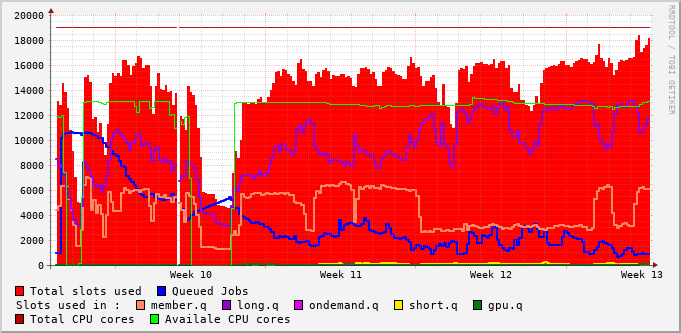 20000
18000
16000
14000
12000
10000
8000
6000
4000
2000
0
Week 10 Week 11 Week 12 Week 13
Total slots used Queued Jobs
Slots used in : member.q long.q ondemand.q short.q gpu.q
Total CPU cores Availale CPU cores
RRDTOOL / TOBI OETIKER